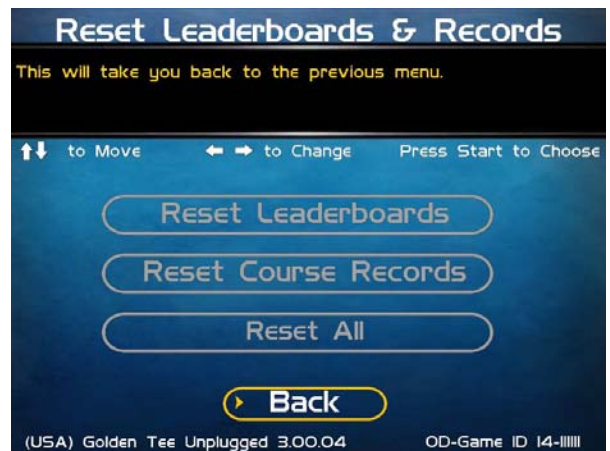 Reset Leaderboards & Records
This will take you back to the previous menu.
to Move to Change Press Start to Choose
Reset Leaderboards
Reset Course Records
Reset All
Back
(USA) Golden Tee Unplugged 3.00.04 OD-Game ID 14-111111